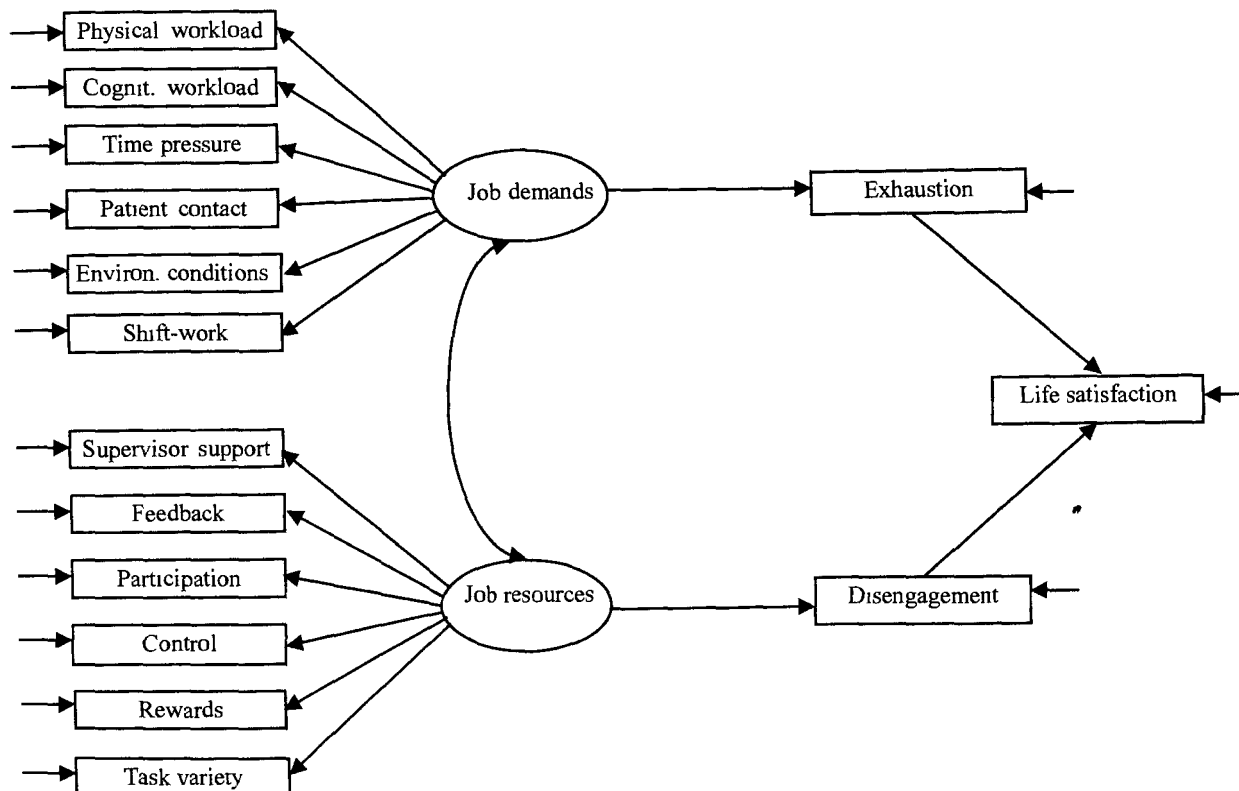 Physical workload
Cognit. workload
Time pressure
Patient contact
Environ. conditions
Shift-work
Job demands
Exhaustion
Life satisfaction
Supervisor support
Feedback
Participation
Control
Rewards
Task variety
Job resources
Disengagement